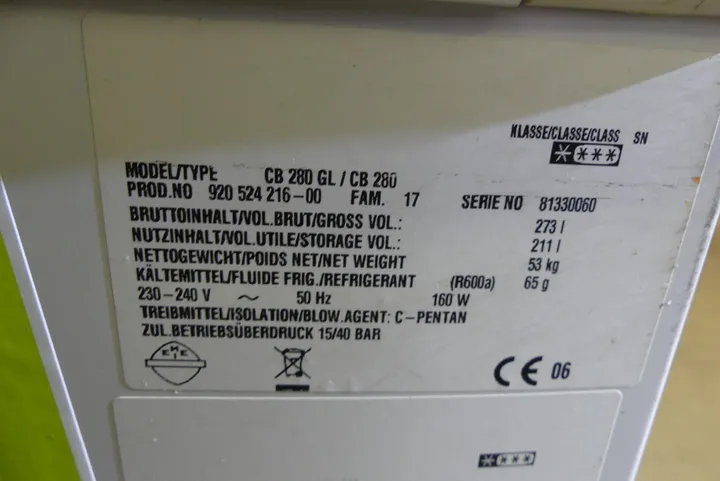 KLASSE/CLASSE/CLASS SN
MODEL/TYPE CB 280 GL / CB 280
PROD.NO 920 524 216-00 FAM. 17 SERIE NO 81330060
BRUTTOINHALT/VOL.BRUT/GROSS VOL.: 273 l
NUTZINHALT/VOL.UTILE/STORAGE VOL.: 211 l
NETTOGEWICHT/POIDS NET/NET WEIGHT 53 kg
KÄLTEMITTEL/FLUIDE FRIG./REFRIGERANT (R600a) 65 g
230-240 V ~ 50 Hz 160 W
TREIBMITTEL/ISOLATION/BLOW.AGENT: C-PENTAN
ZUL.BETRIEBSÜBERDRUCK 15/40 BAR
CE 06